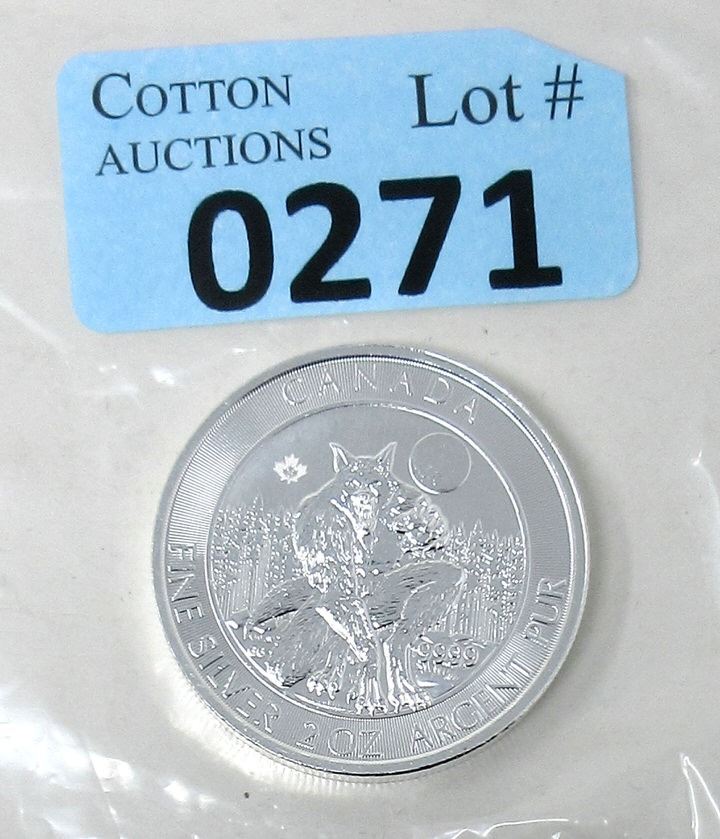 COTTON
AUCTIONS
Lot #
0271
CANADA
9999
FINE SILVER 2 OZ ARGENT PUR